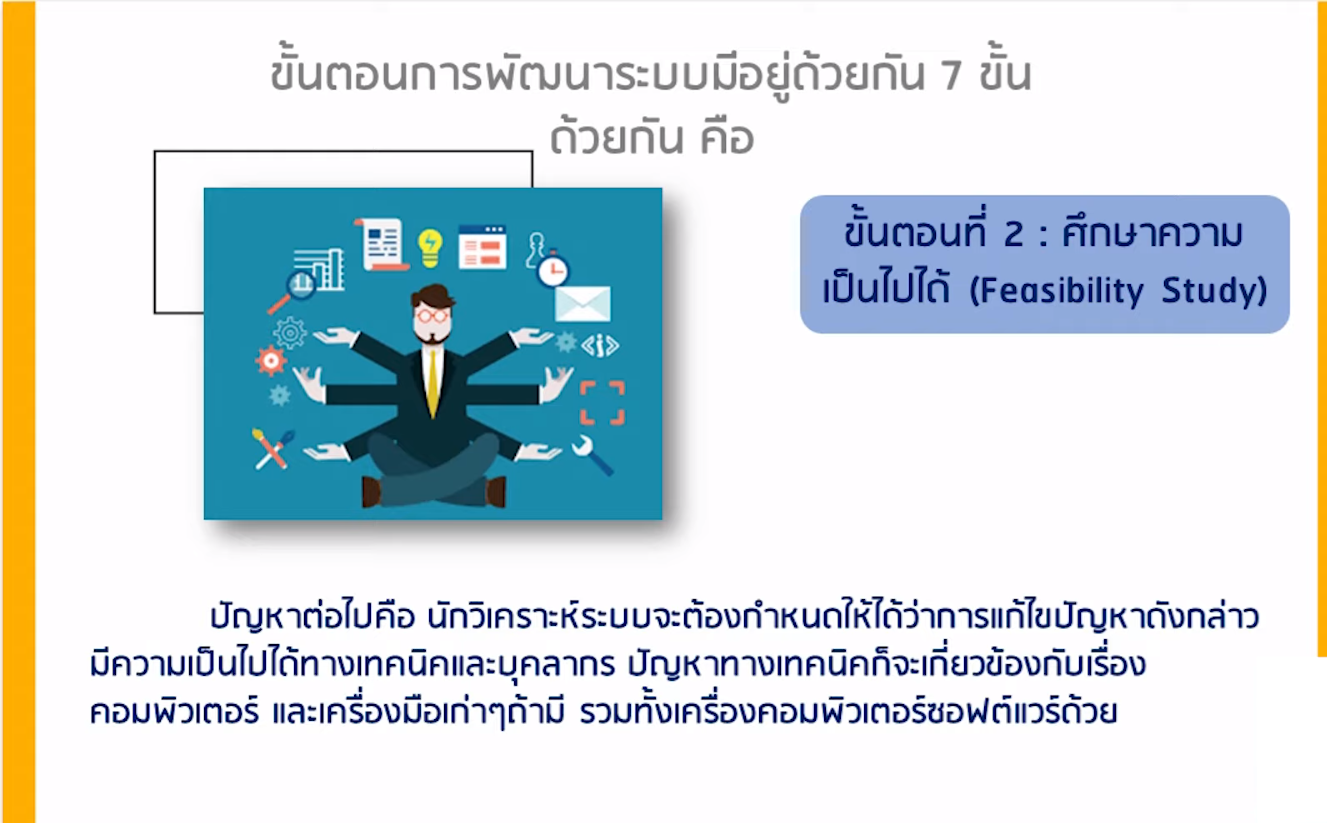 ขั้นตอนการพัฒนาระบบมีอยู่ด้วยกัน 7 ขั้น
ด้วยกัน คือ
ขั้นตอนที่ 2 : ศึกษาความ
เป็นไปได้ (Feasibility Study)
ปัญหาต่อไปคือ นักวิเคราะห์ระบบจะต้องกำหนดให้ได้ว่าการแก้ไขปัญหาดังกล่าว
มีความเป็นไปได้ทางเทคนิคและบุคลากร ปัญหาทางเทคนิคก็จะเกี่ยวข้องกับเรื่อง
คอมพิวเตอร์ และเครื่องมือเก่าๆถ้ามี รวมทั้งเครื่องคอมพิวเตอร์ซอฟต์แวร์ด้วย